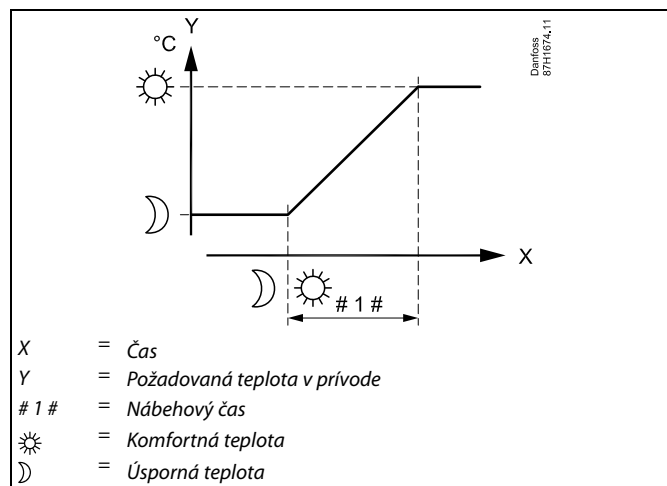 Y
°C
Danfoss
87H1674.11
X
# 1 #
X = Čas
Y = Požadovaná teplota v prívode
# 1 # = Nábehový čas
= Komfortná teplota
= Úsporná teplota